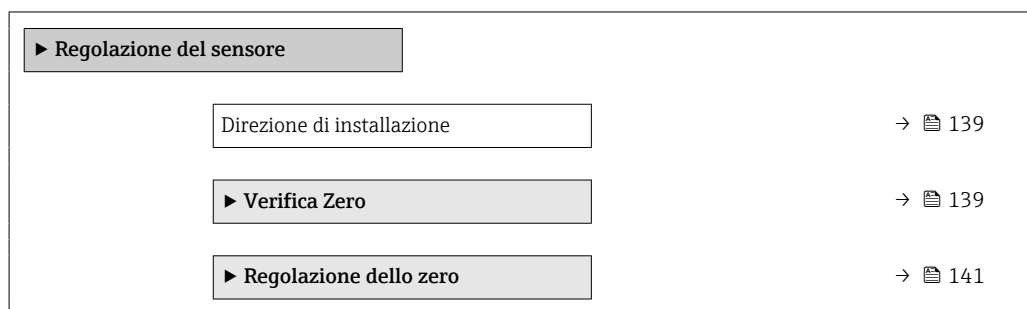 ▶ Regolazione del sensore
Direzione di installazione → 139
▶ Verifica Zero → 139
▶ Regolazione dello zero → 141